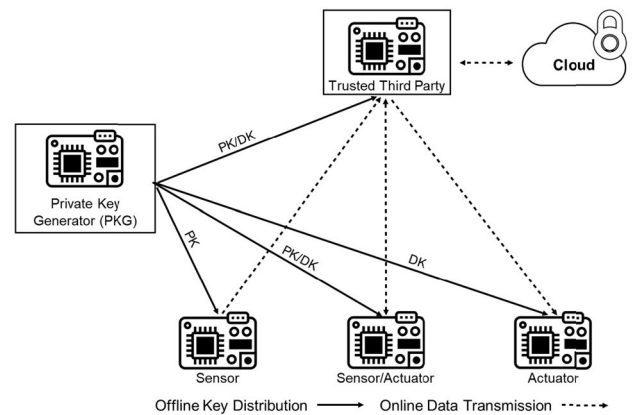 Cloud
Trusted Third Party
PK/DK
Private Key
Generator (PKG)
PK
PK/DK
DK
Sensor
Sensor/Actuator
Actuator
Offline Key Distribution
Online Data Transmission